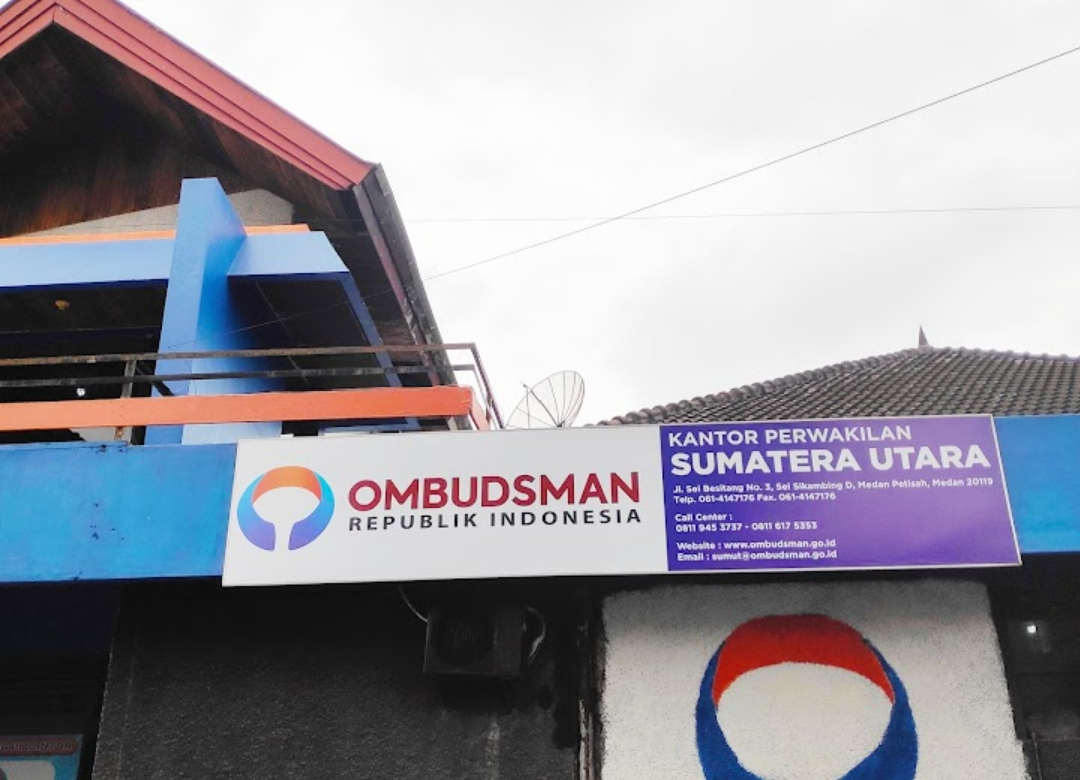 OMBUDSMAN
REPUBLIK INDONESIA
KANTOR PERWAKILAN
SUMATERA UTARA
Jl. Sei Besitang No. 3, Sei Sikambing D, Medan Petisah, Medan 20119
Telp. 061-4147176 Fax. 061-4147176
Call Center :
0811 945 3737 - 0811 617 5353
Website : www.ombudsman.go.id
Email : sumut@ombudsman.go.id